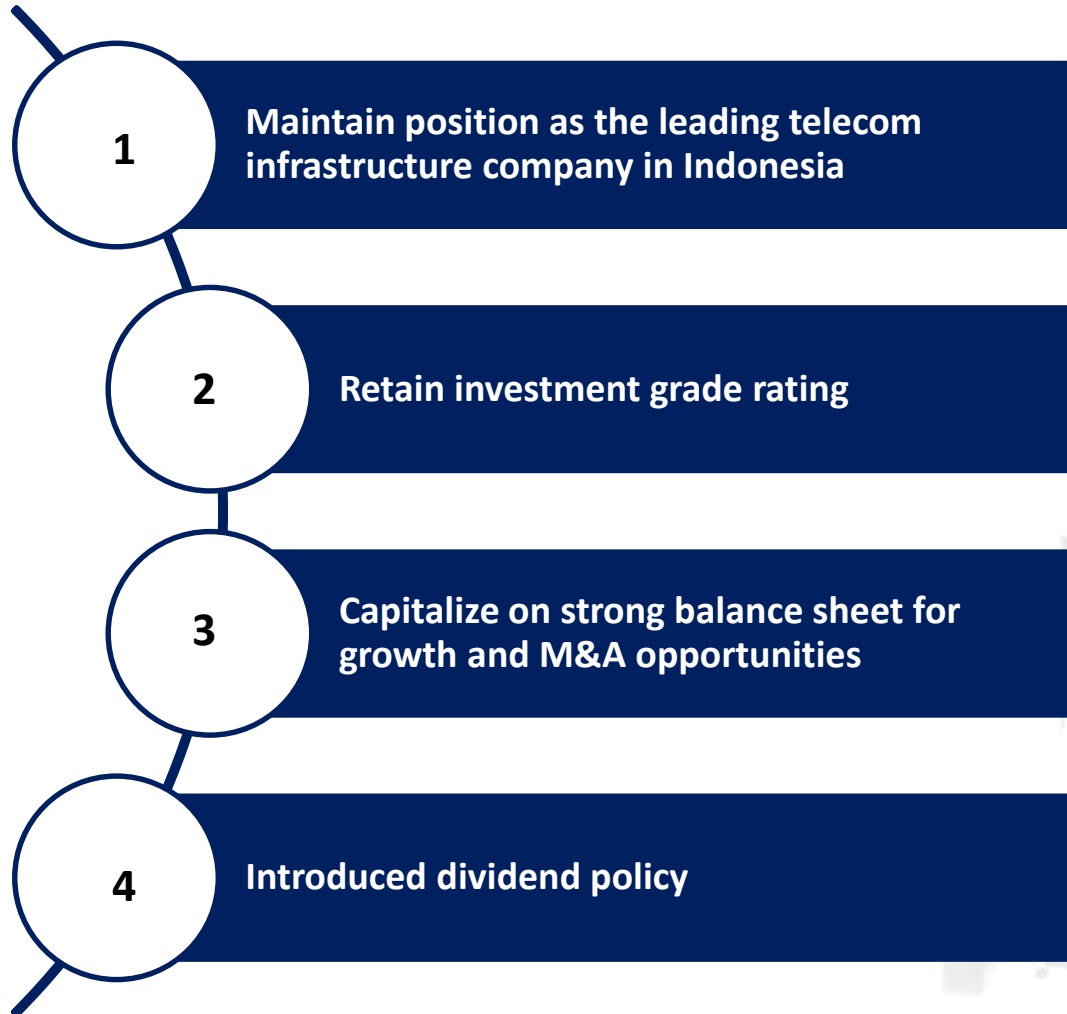 1
Maintain position as the leading telecom
infrastructure company in Indonesia
2
Retain investment grade rating
3
Capitalize on strong balance sheet for
growth and M&A opportunities
4
Introduced dividend policy